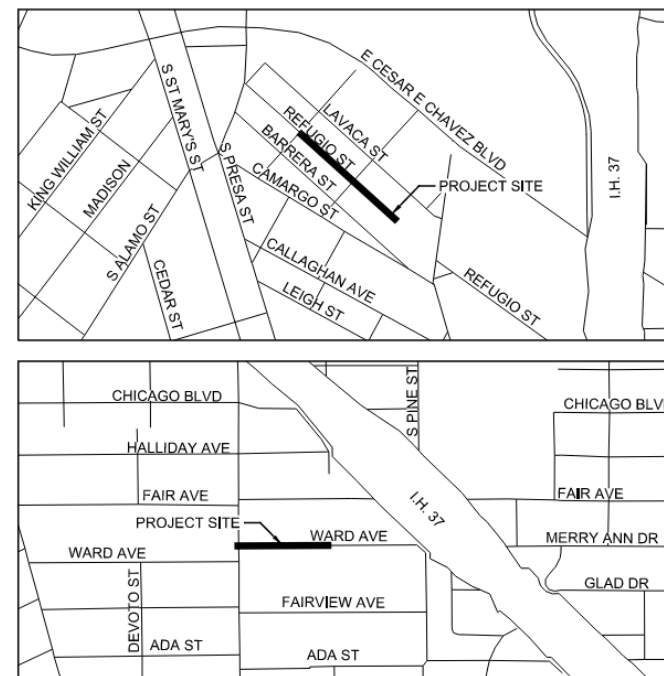 E CESAR E CHAVEZ BLVD
S ST MARY'S ST
LAVACA ST
REFUGIO ST
BARRERA ST
KING WILLIAM ST
MADISON
S PRESA ST
CAMARGO ST
PROJECT SITE
I.H. 37
S ALAMO ST
CEDAR ST
CALLAGHAN AVE
LEIGH ST
REFUGIO ST
CHICAGO BLVD
S PINE ST
CHICAGO BLV
HALLIDAY AVE
FAIR AVE
I.H. 37
FAIR AVE
PROJECT SITE
WARD AVE
MERRY ANN DR
WARD AVE
DEVOTO ST
GLAD DR
FAIRVIEW AVE
ADA ST
ADA ST